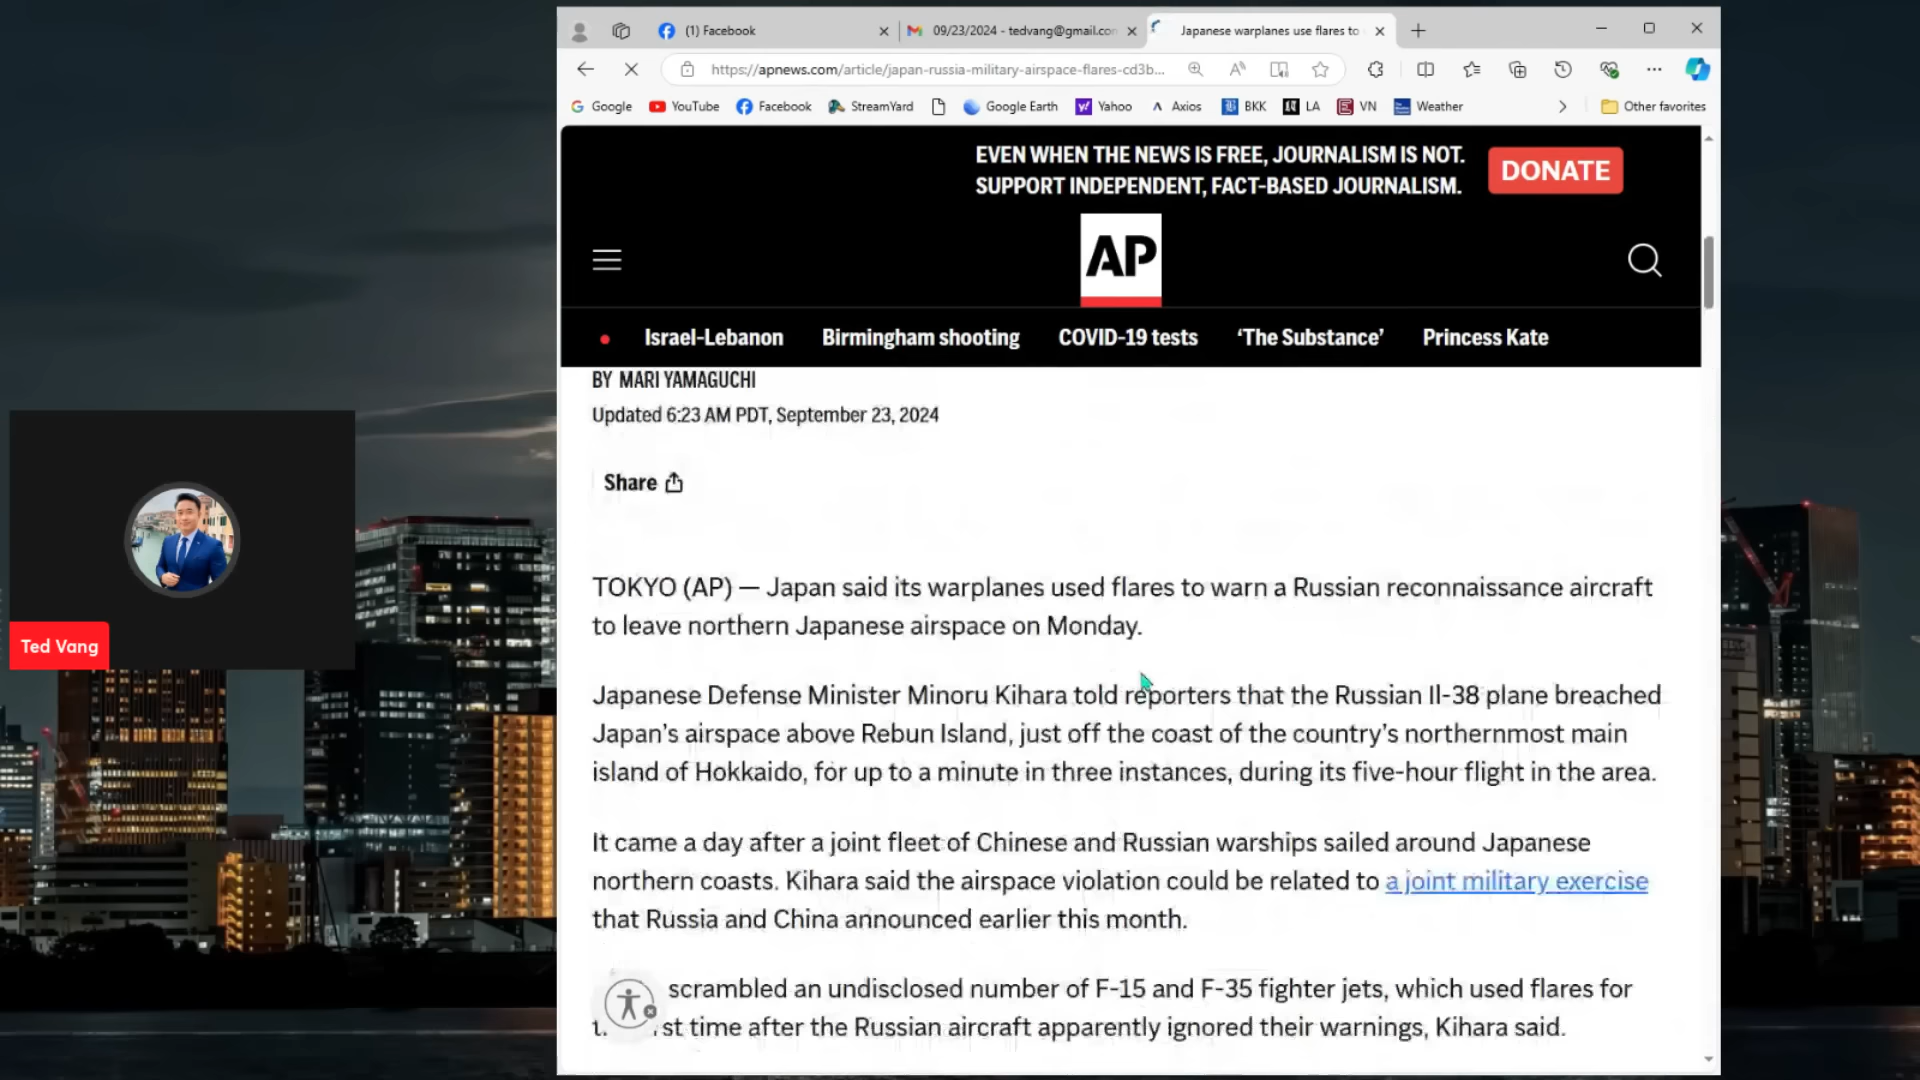 (1) Facebook
09/23/2024 - tedvang@gmail.con
Japanese warplanes use flares to
https://apnews.com/article/japan-russia-military-airspace-flares-cd3b...
Google YouTube Facebook StreamYard Google Earth Yahoo Axios BKK LA VN Weather Other favorites
EVEN WHEN THE NEWS IS FREE, JOURNALISM IS NOT.
SUPPORT INDEPENDENT, FACT-BASED JOURNALISM.
DONATE
AP
Israel-Lebanon Birmingham shooting COVID-19 tests ‘The Substance’ Princess Kate
BY MARI YAMAGUCHI
Updated 6:23 AM PDT, September 23, 2024
Share
Ted Vang
TOKYO (AP) — Japan said its warplanes used flares to warn a Russian reconnaissance aircraft
to leave northern Japanese airspace on Monday.
Japanese Defense Minister Minoru Kihara told reporters that the Russian Il-38 plane breached
Japan’s airspace above Rebun Island, just off the coast of the country’s northernmost main
island of Hokkaido, for up to a minute in three instances, during its five-hour flight in the area.
It came a day after a joint fleet of Chinese and Russian warships sailed around Japanese
northern coasts. Kihara said the airspace violation could be related to a joint military exercise
that Russia and China announced earlier this month.
scrambled an undisclosed number of F-15 and F-35 fighter jets, which used flares for
time after the Russian aircraft apparently ignored their warnings, Kihara said.